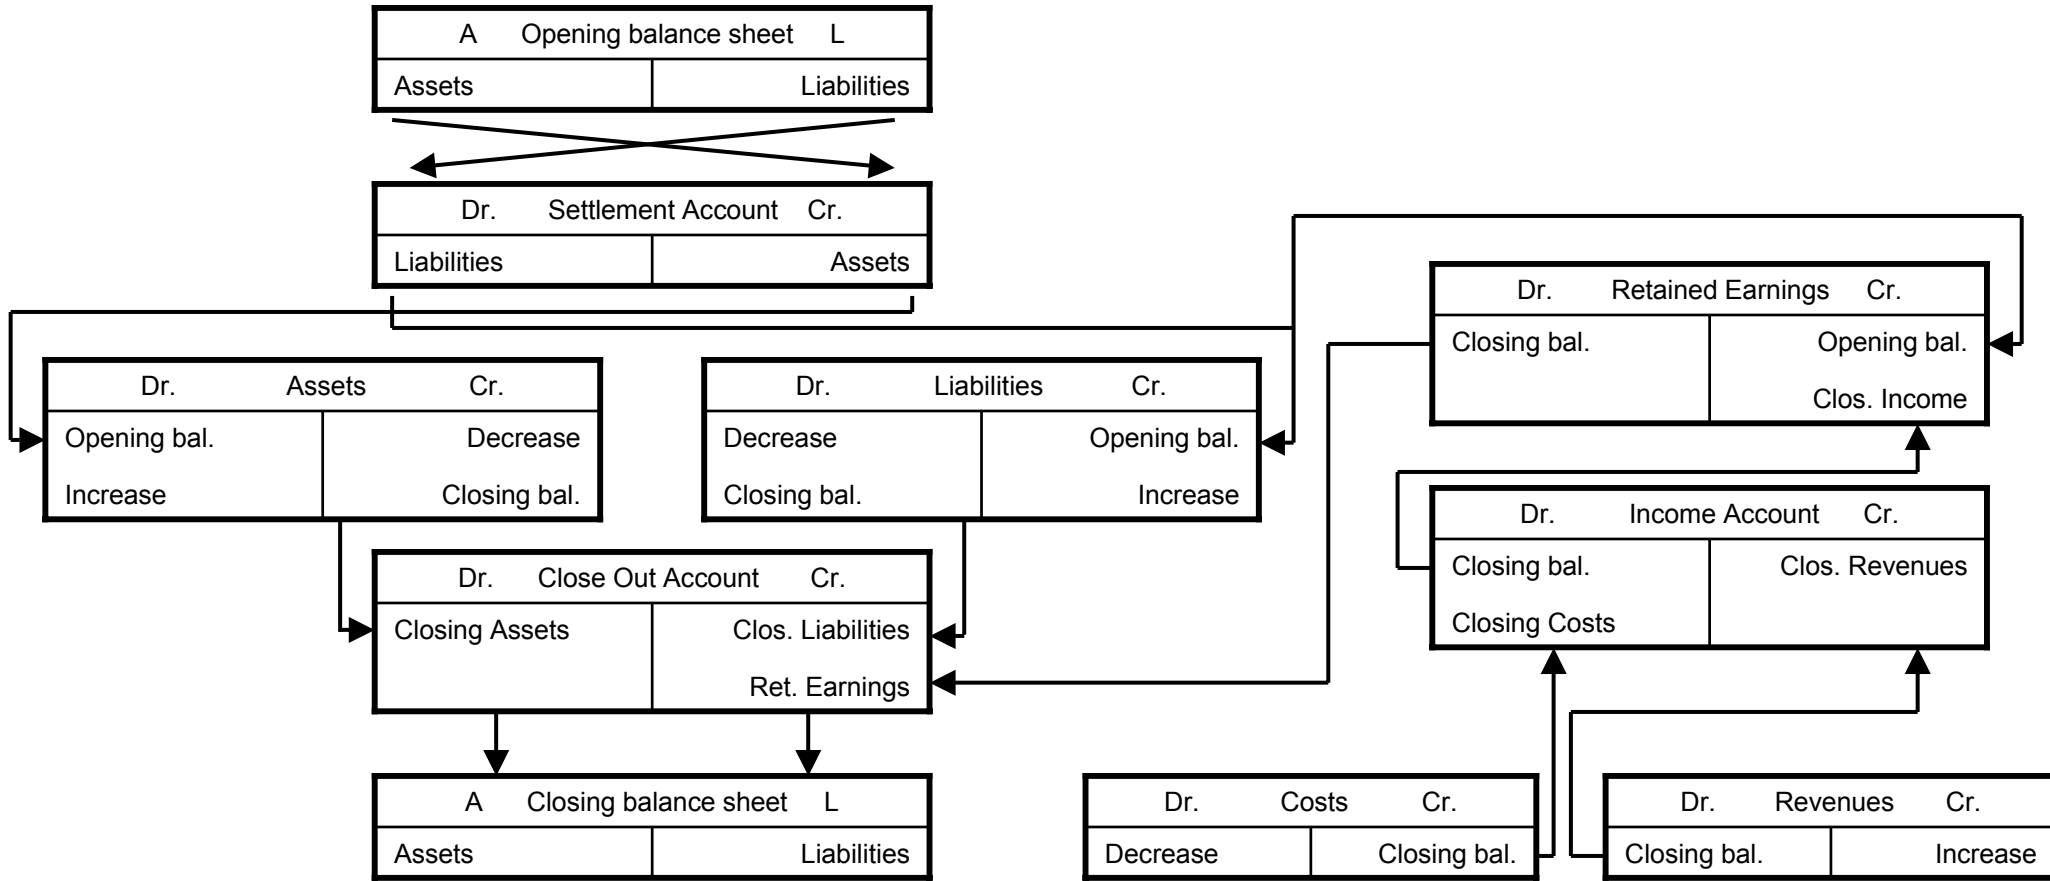 A Opening balance sheet L
Assets Liabilities
Dr. Settlement Account Cr.
Liabilities Assets
Dr. Retained Earnings Cr.
Closing bal. Opening bal.
Clos. Income
Dr. Assets Cr.
Opening bal. Decrease
Increase Closing bal.
Dr. Liabilities Cr.
Decrease Opening bal.
Closing bal. Increase
Dr. Income Account Cr.
Closing bal. Clos. Revenues
Closing Costs
Dr. Close Out Account Cr.
Closing Assets Clos. Liabilities
Ret. Earnings
A Closing balance sheet L
Assets Liabilities
Dr. Costs Cr.
Decrease Closing bal.
Dr. Revenues Cr.
Closing bal. Increase